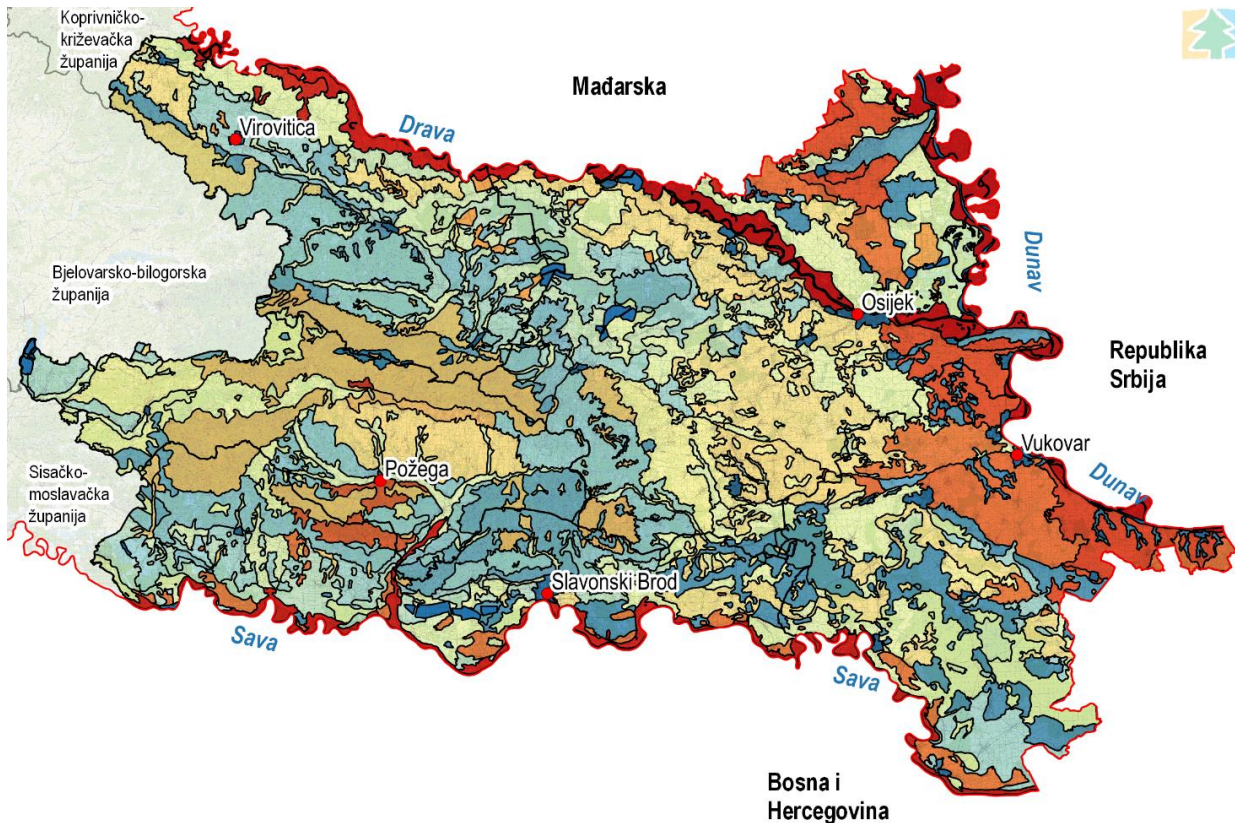 Koprivničko-
križevačka
županija
Mađarska
Virovitica
Drava
Dunav
Bjelovarsko-bilogorska
županija
Osijek
Republika
Srbija
Vukovar
Požega
Sisačko-
moslavačka
županija
Dunav
Slavonski Brod
Sava
Sava
Bosna i
Hercegovina